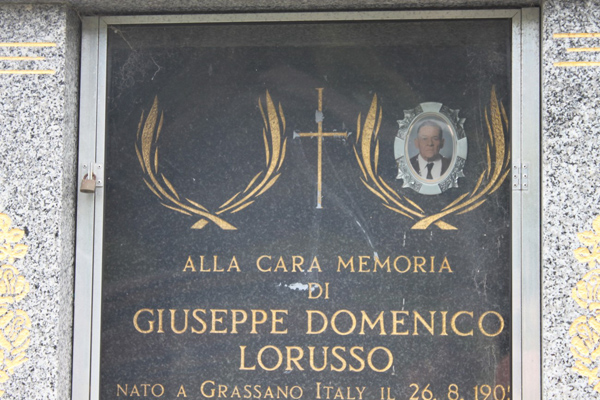 ALLA CARA MEMORIA
DI
GIUSEPPE DOMENICO
LORUSSO
NATO A GRASSANO ITALY IL 26. 8.